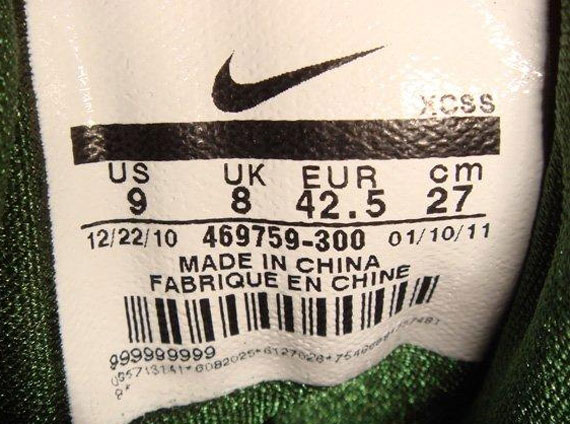 XCSS
US UK EUR cm
9 8 42.5 27
12/22/10 469759-300 01/10/11
MADE IN CHINA
FABRIQUE EN CHINE
999999999